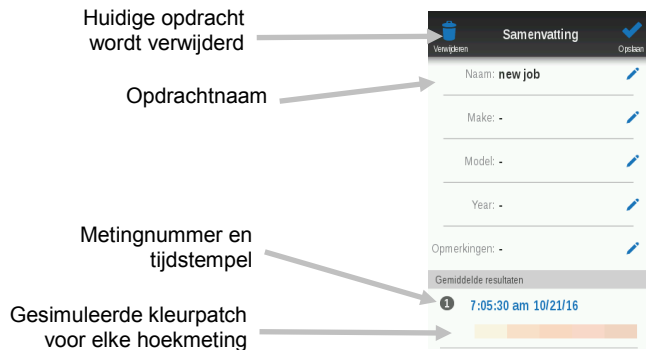 Huidige opdracht
wordt verwijderd
Opdrachtnaam
Metingnummer en
tijdstempel
Gesimuleerde kleurpatch
voor elke hoekmeting
Samenvatting
Verwijderen
Opslaan
Naam: new job
Make: -
Model: -
Year: -
Opmerkingen: -
Gemiddelde resultaten
1 7:05:30 am 10/21/16